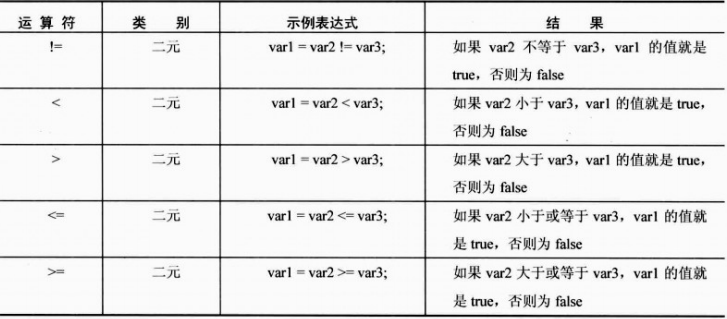 运 算 符 类 别 示例表达式 结 果
!= 二元 var1 = var2 != var3; 如果 var2 不等于 var3，var1 的值就是
true，否则为 false
< 二元 var1 = var2 < var3; 如果 var2 小于 var3，var1 的值就是 true，
否则为 false
> 二元 var1 = var2 > var3; 如果 var2 大于 var3，var1 的值就是 true，
否则为 false
<= 二元 var1 = var2 <= var3; 如果 var2 小于或等于 var3，var1 的值就
是 true，否则为 false
>= 二元 var1 = var2 >= var3; 如果 var2 大于或等于 var3，var1 的值就
是 true，否则为 false